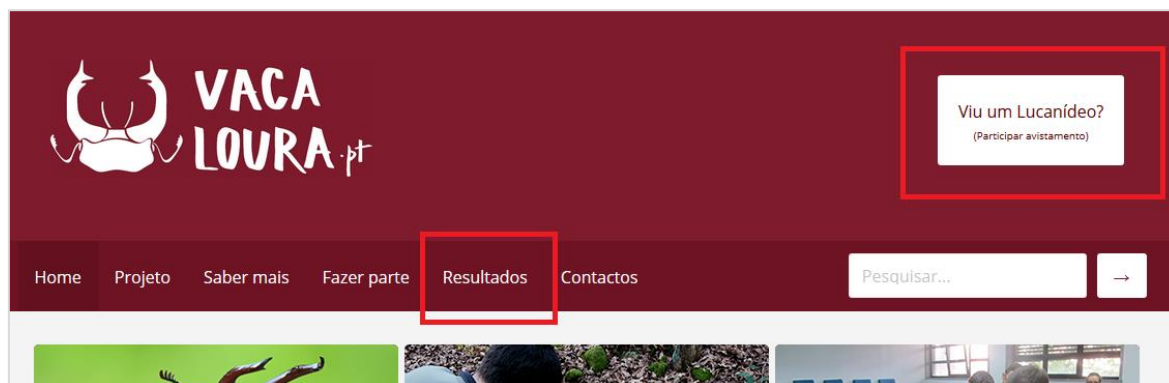 VACA
LOURA.pt
Viu um Lucanídeo?
(Participar avistamento)
Home Projeto Saber mais Fazer parte Resultados Contactos Pesquisar... →